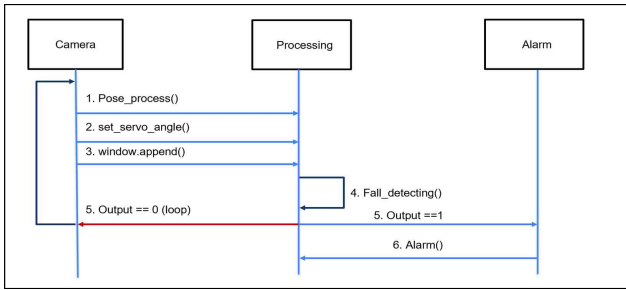 Camera
Processing
Alarm
1. Pose_process()
2. set_servo_angle()
3. window.append()
4. Fall_detecting()
5. Output == 0 (loop)
5. Output ==1
6. Alarm()